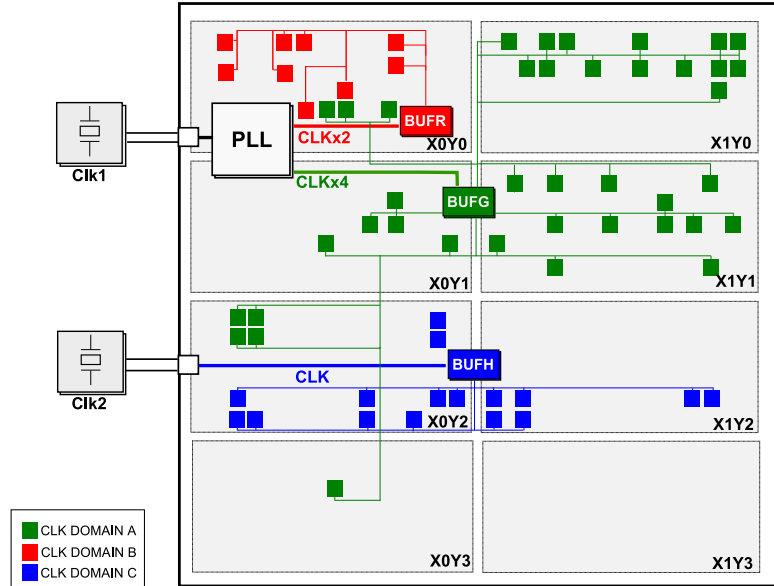 BUFR
PLL
CLKx2
X0Y0
X1Y0
Clk1
CLKx4
BUFG
X0Y1
X1Y1
BUFH
CLK
Clk2
X0Y2
X1Y2
CLK DOMAIN A
CLK DOMAIN B
X0Y3
X1Y3
CLK DOMAIN C